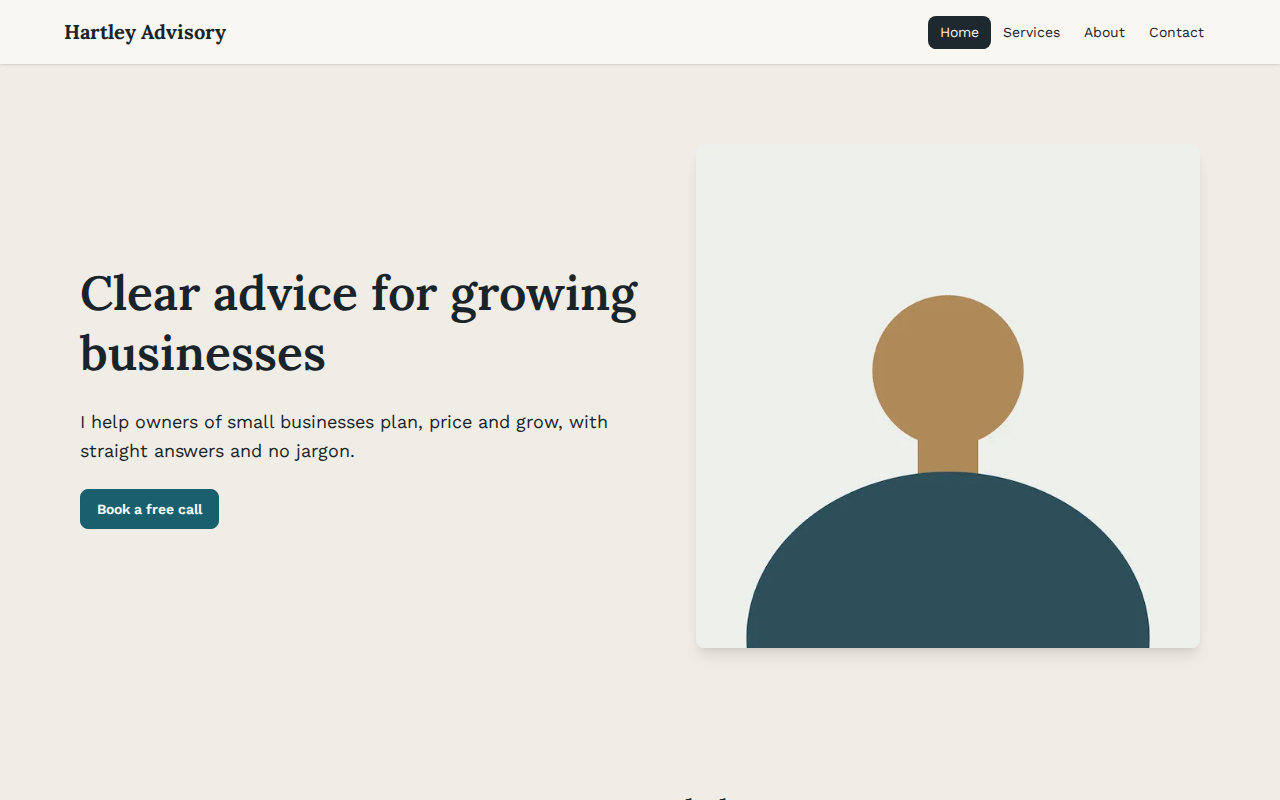 Hartley Advisory
Home Services About Contact
Clear advice for growing
businesses
I help owners of small businesses plan, price and grow, with
straight answers and no jargon.
Book a free call